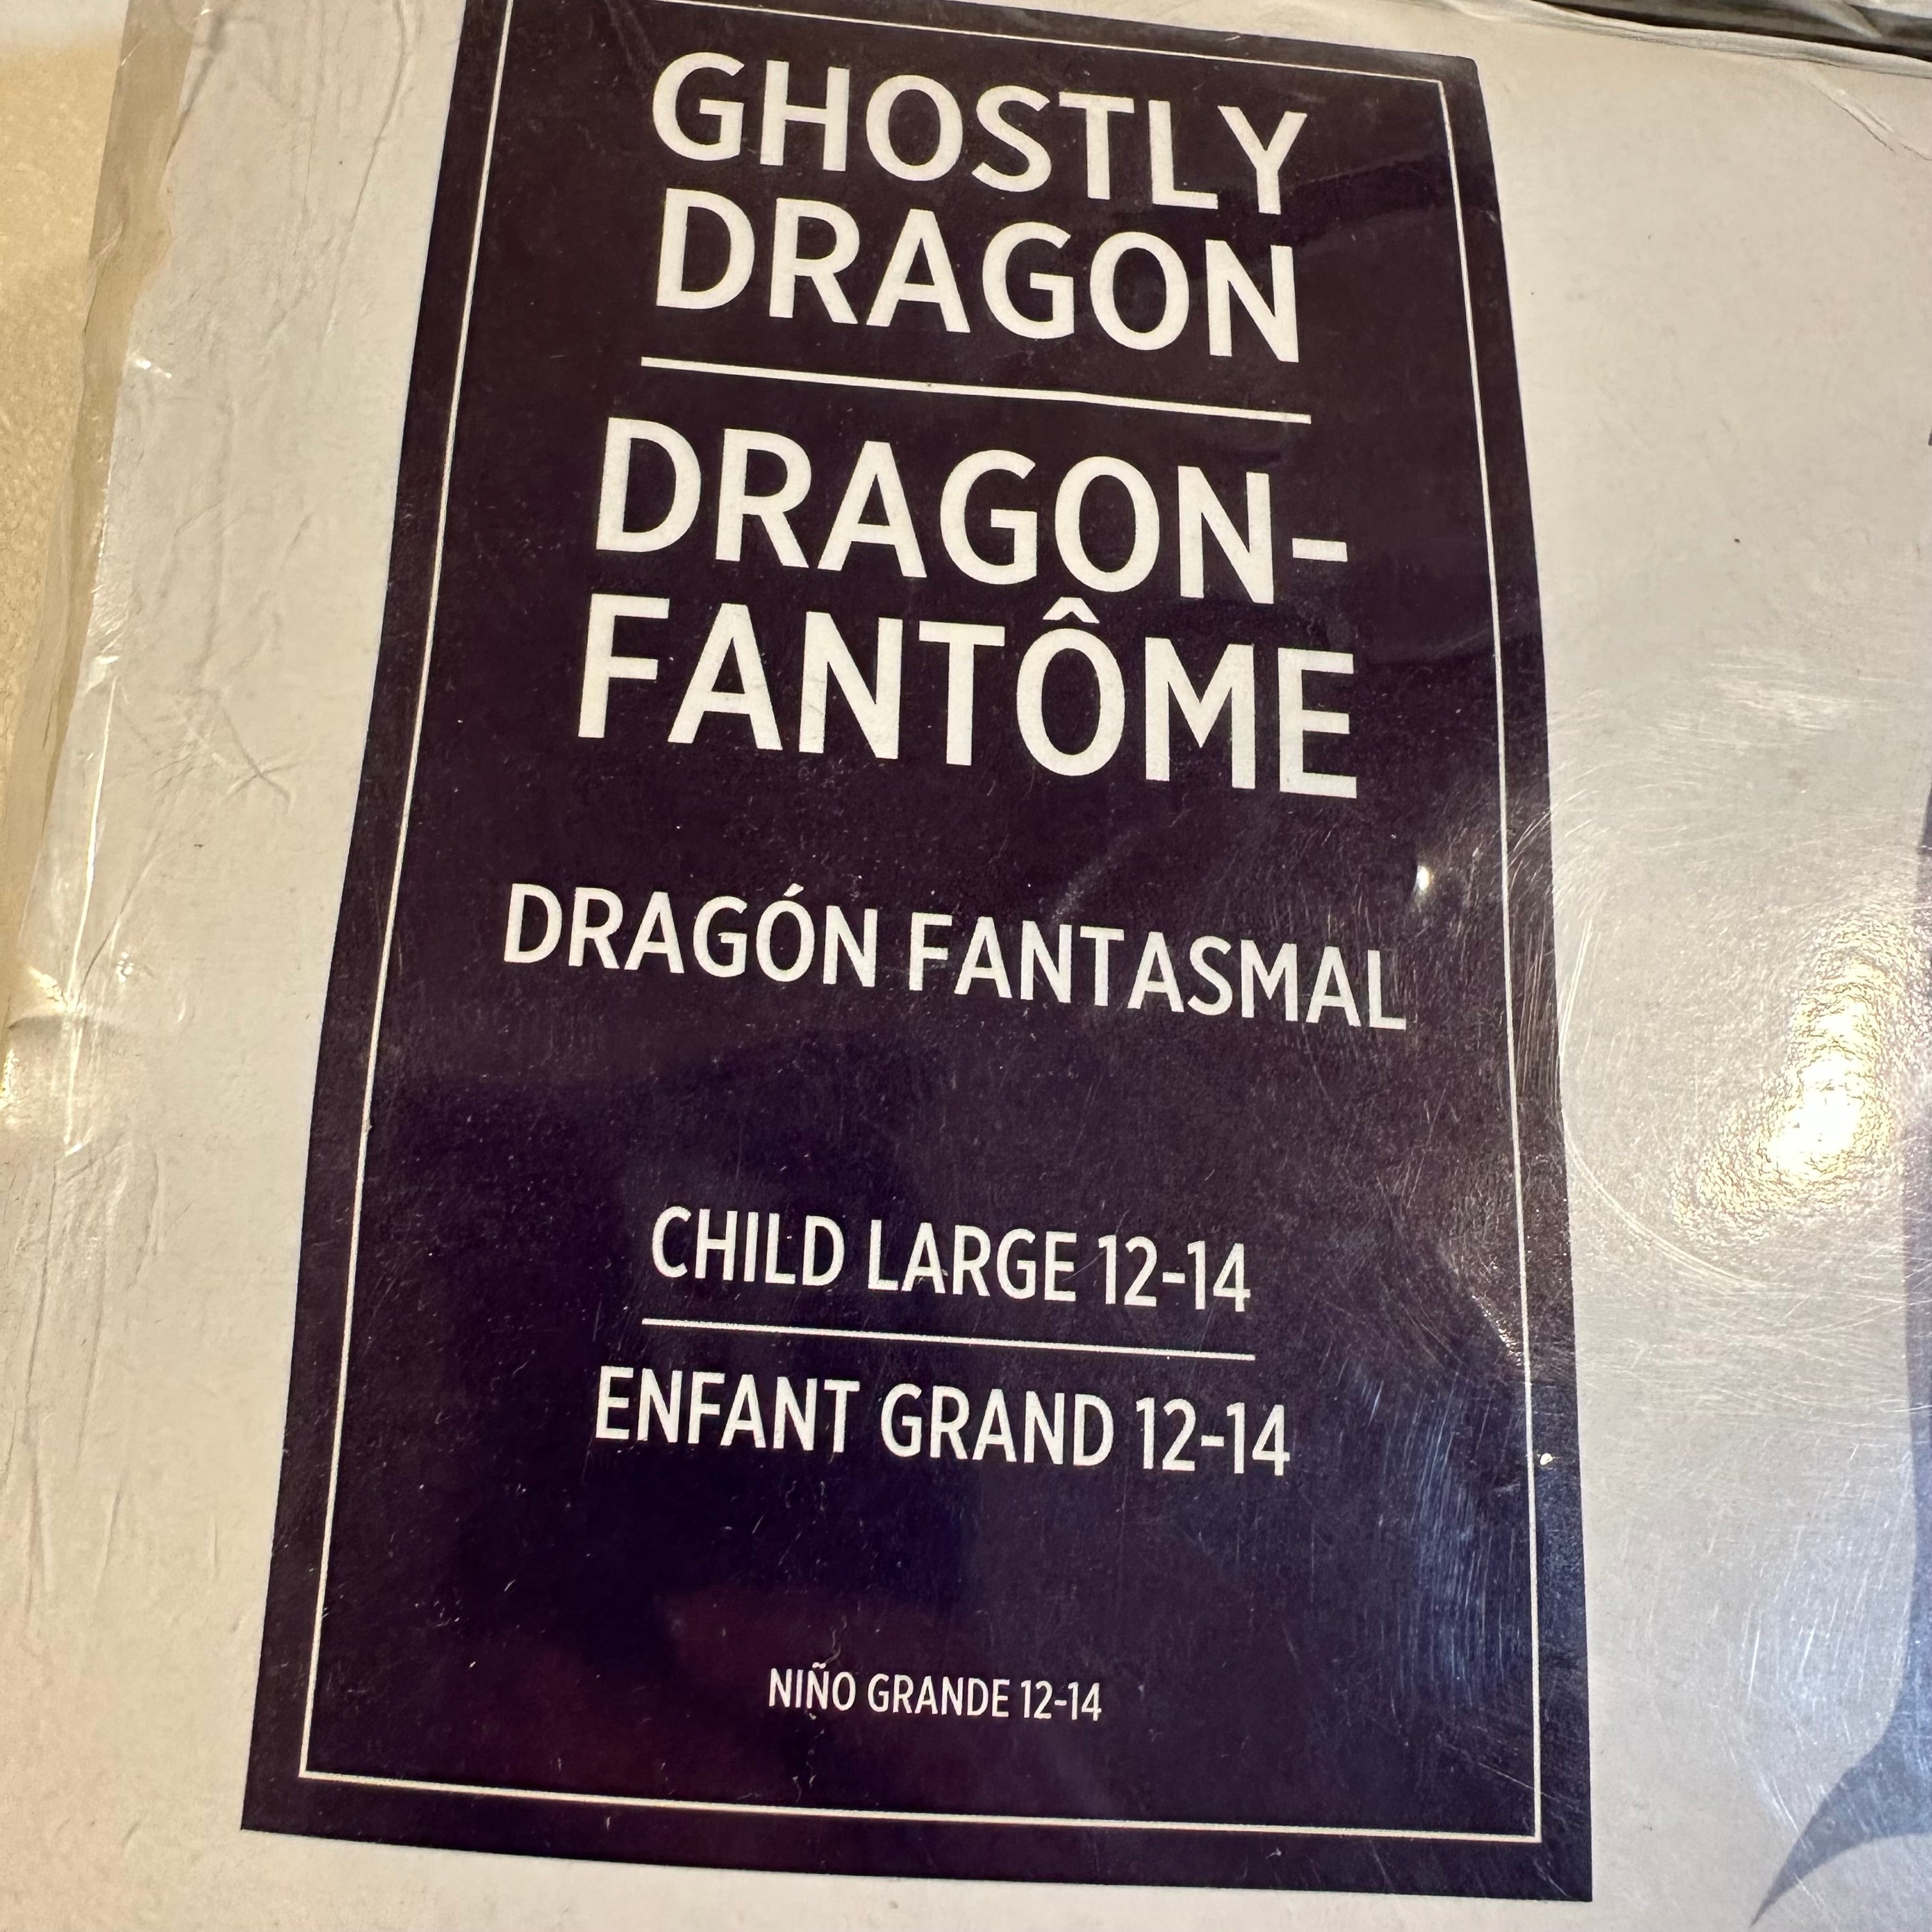 GHOSTLY
DRAGON
DRAGON-
FANTÔME
DRAGÓN FANTASMAL
CHILD LARGE 12-14
ENFANT GRAND 12-14
NIÑO GRANDE 12-14